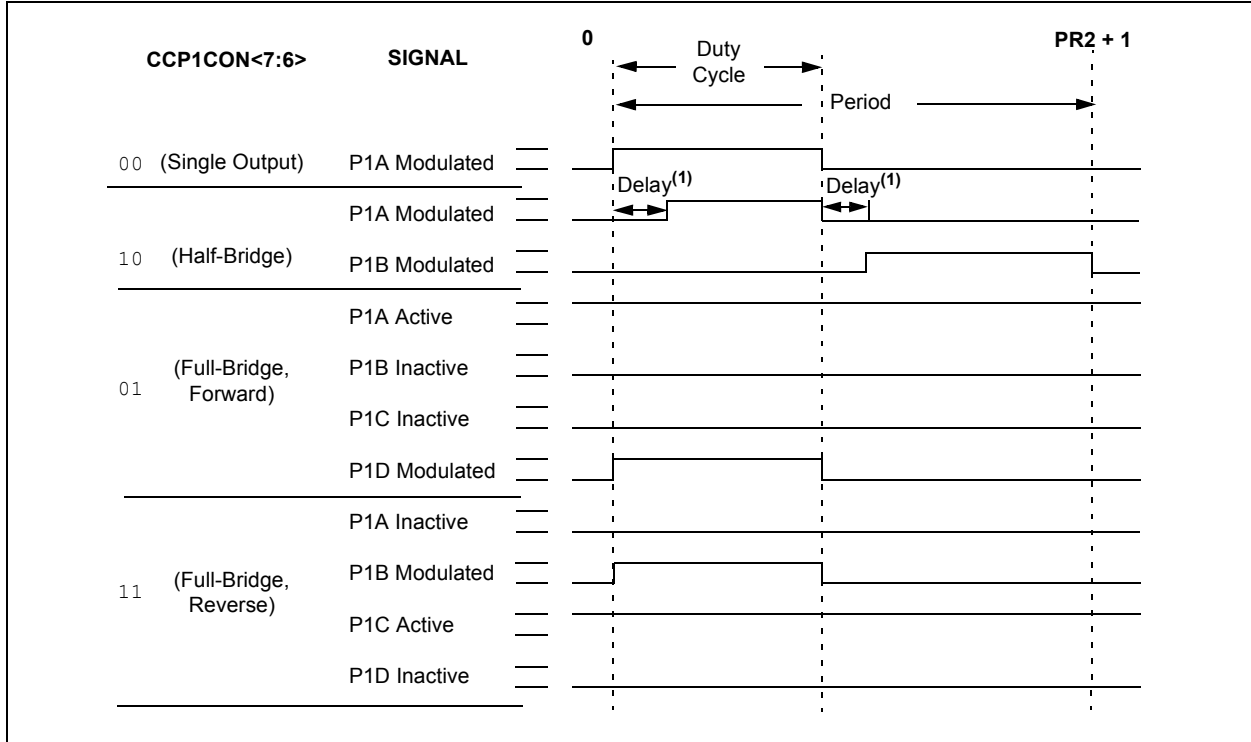 CCP1CON<7:6> SIGNAL 0 PR2 + 1
Duty
Cycle
Period
00 (Single Output) P1A Modulated
Delay(1) Delay(1)
P1A Modulated
10 (Half-Bridge)
P1B Modulated
P1A Active
01 (Full-Bridge,
Forward)
P1B Inactive
P1C Inactive
P1D Modulated
P1A Inactive
11 (Full-Bridge,
Reverse)
P1B Modulated
P1C Active
P1D Inactive